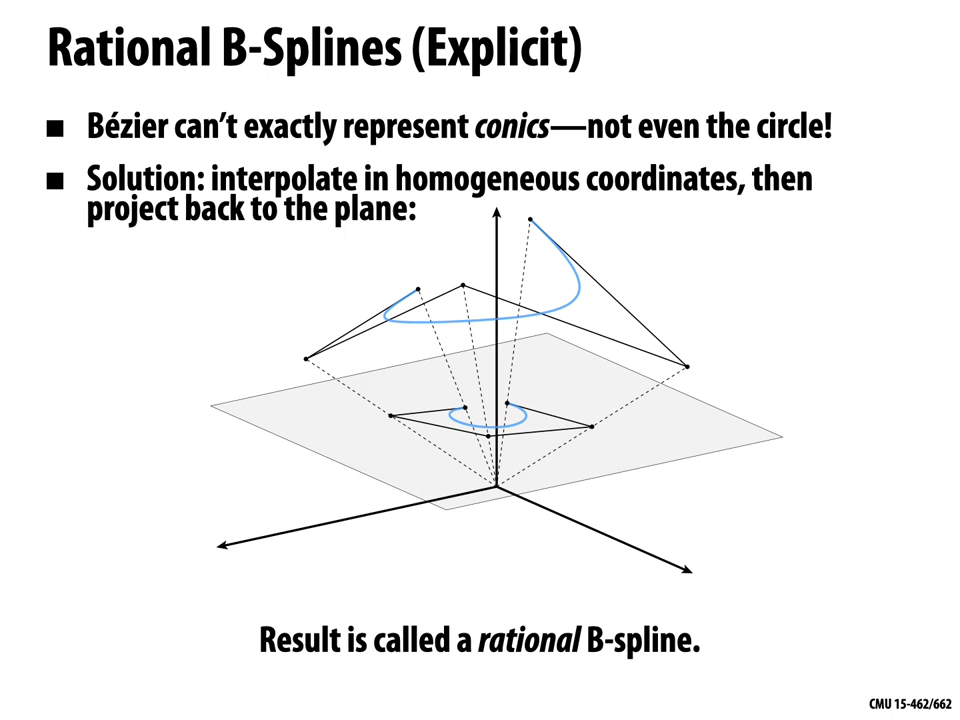 Rational B-Splines (Explicit)
■ Bézier can't exactly represent conics—not even the circle!
■ Solution: interpolate in homogeneous coordinates, then
project back to the plane:
Result is called a rational B-spline.
CMU 15-462/662